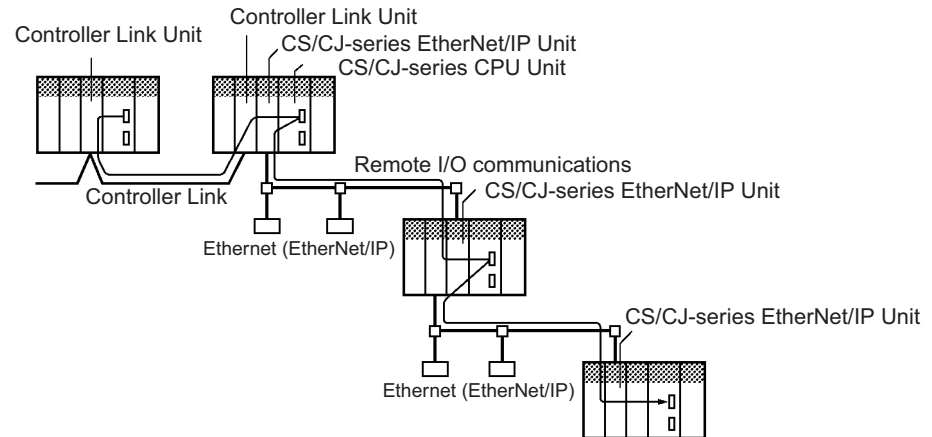 Controller Link Unit
Controller Link Unit
CS/CJ-series EtherNet/IP Unit
CS/CJ-series CPU Unit
Remote I/O communications
Controller Link
CS/CJ-series EtherNet/IP Unit
Ethernet (EtherNet/IP)
CS/CJ-series EtherNet/IP Unit
Ethernet (EtherNet/IP)